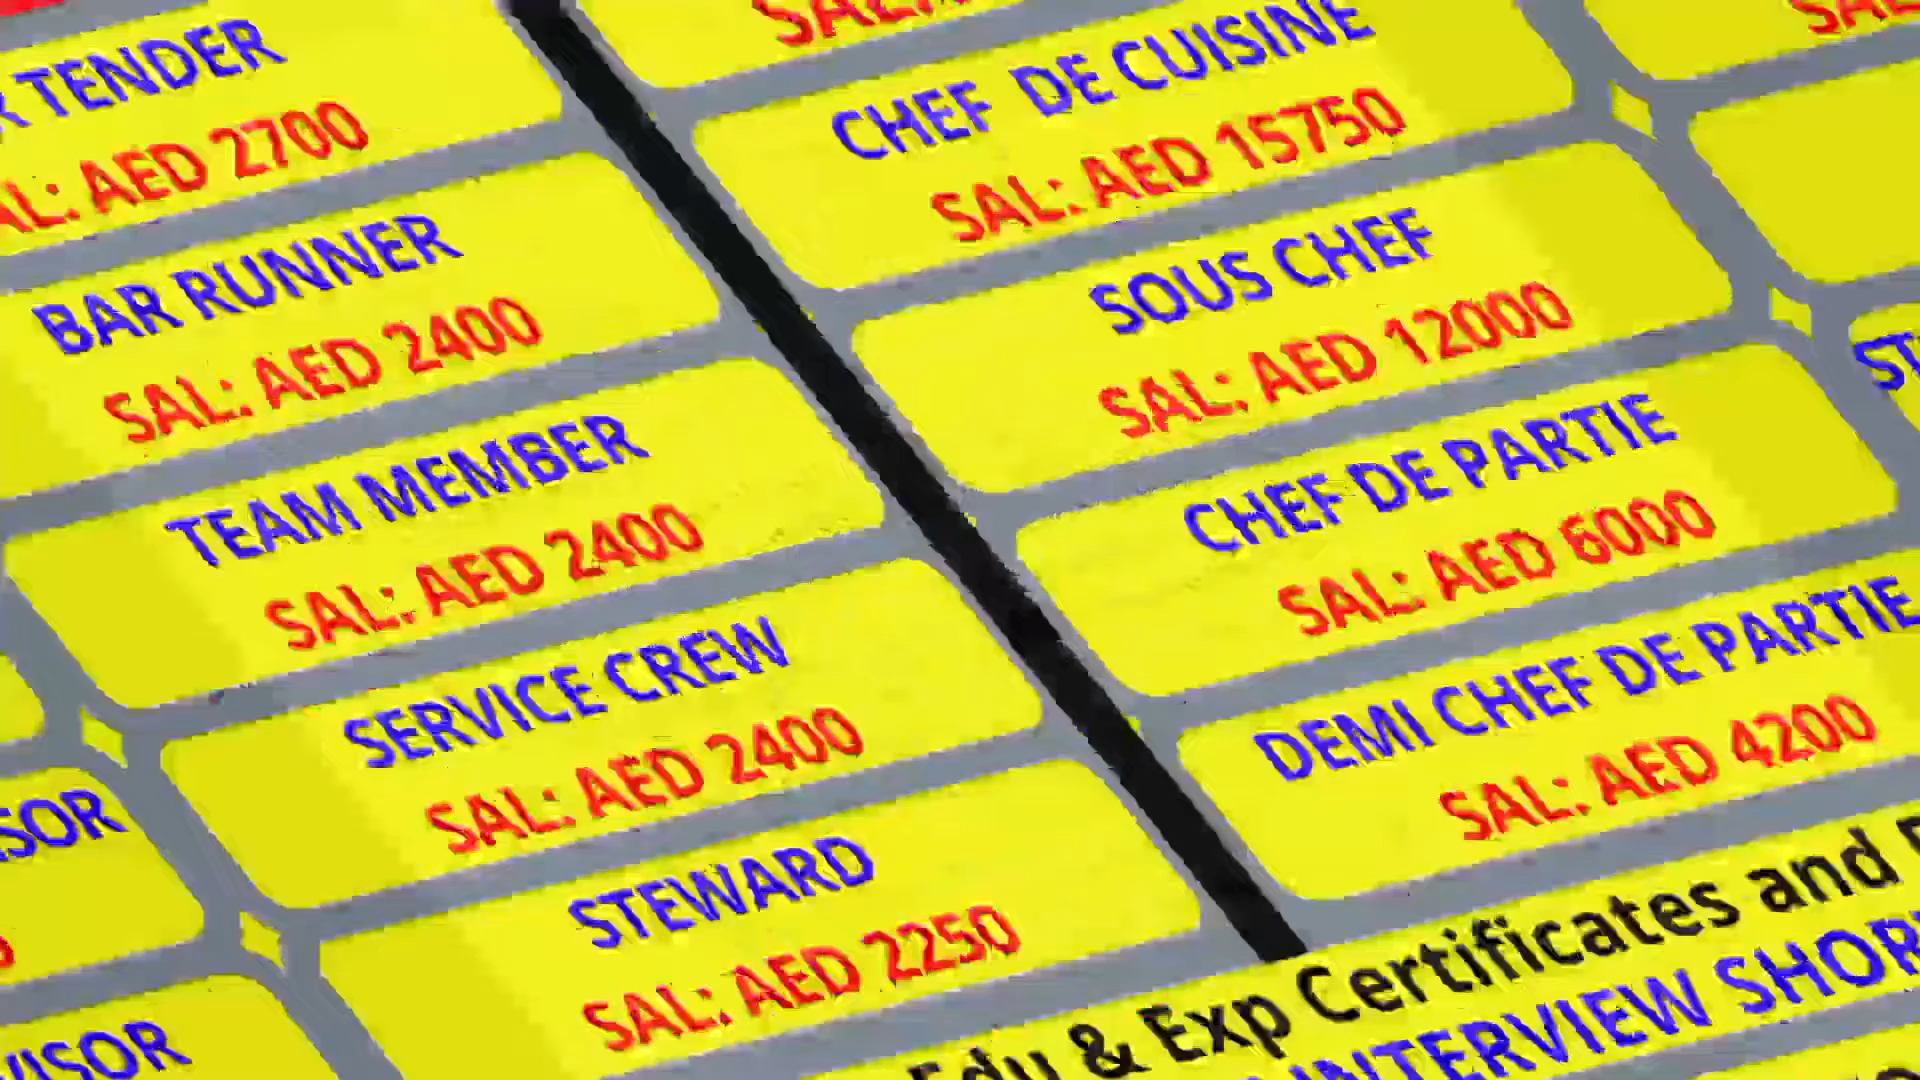 R TENDER
AL: AED 2700
BAR RUNNER
SAL: AED 2400
TEAM MEMBER
SAL: AED 2400
SERVICE CREW
SAL: AED 2400
STEWARD
SAL: AED 2250
CHEF DE CUISINE
SAL: AED 15750
SOUS CHEF
SAL: AED 12000
CHEF DE PARTIE
SAL: AED 6000
DEMI CHEF DE PARTIE
SAL: AED 4200
Edu & Exp Certificates and
INTERVIEW SHOR